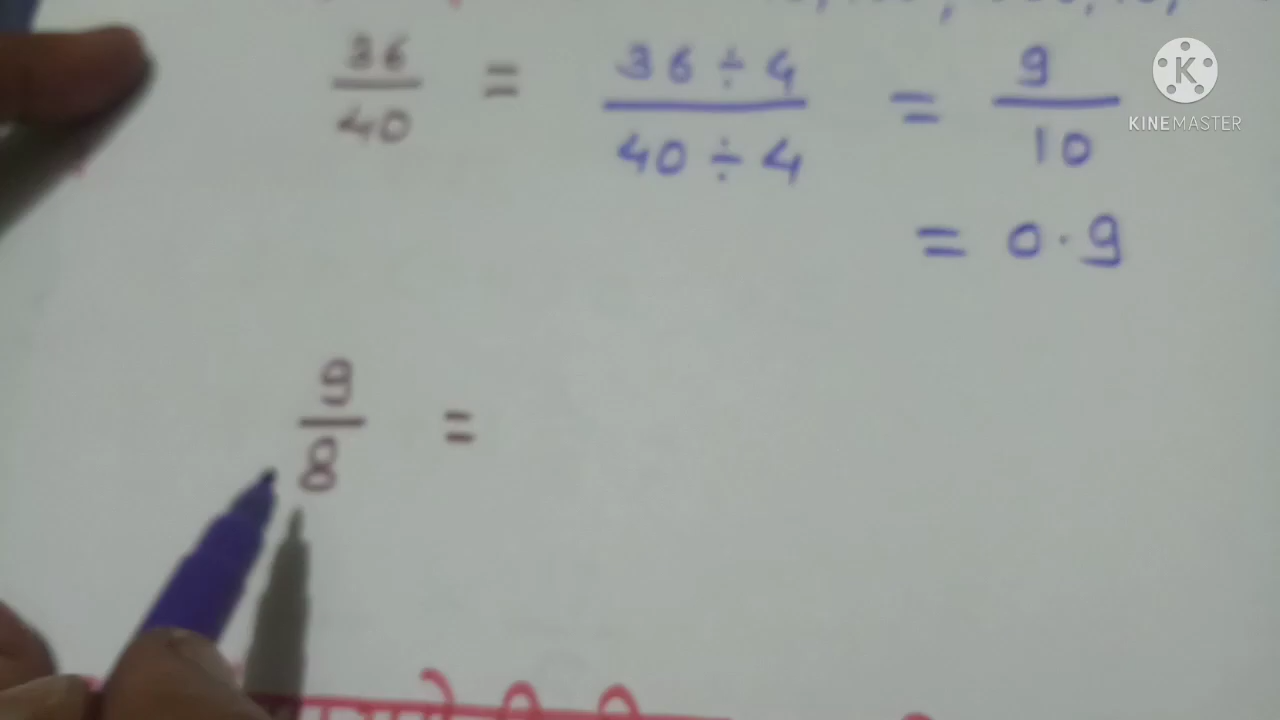 36/40 = 36 ÷ 4/40 ÷ 4 = 9/10
= 0.9
9/8 =
K
KINEMASTER